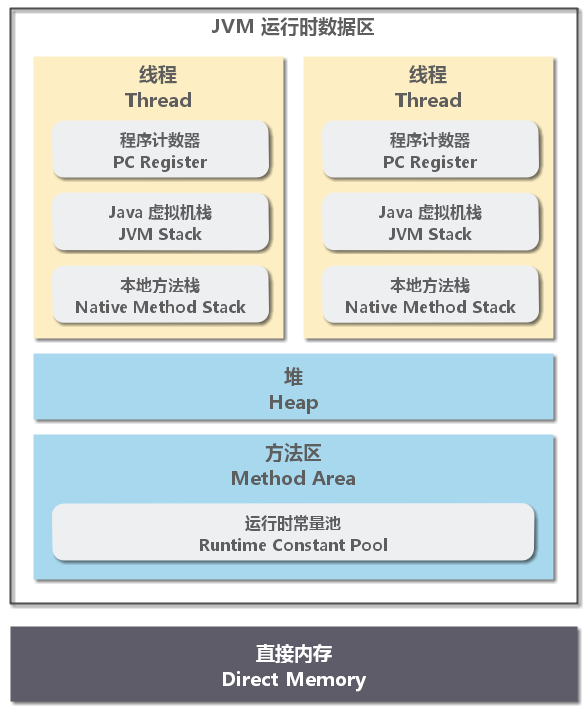 JVM 运行时数据区
线程
Thread
程序计数器
PC Register
Java 虚拟机栈
JVM Stack
本地方法栈
Native Method Stack
线程
Thread
程序计数器
PC Register
Java 虚拟机栈
JVM Stack
本地方法栈
Native Method Stack
堆
Heap
方法区
Method Area
运行时常量池
Runtime Constant Pool
直接内存
Direct Memory